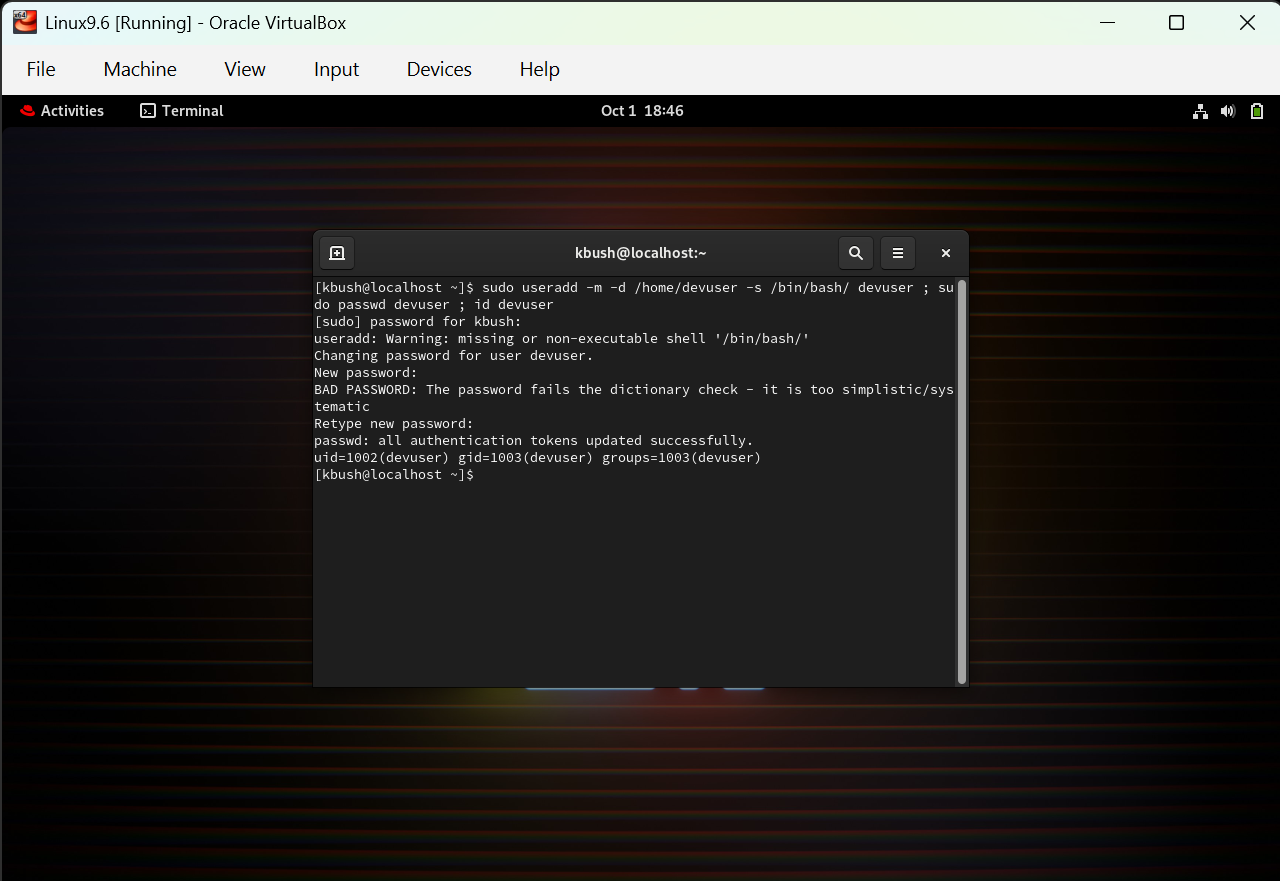 Linux9.6 [Running] - Oracle VirtualBox
File Machine View Input Devices Help
Activities Terminal Oct 1 18:46
kbush@localhost:~
[kbush@localhost ~]$ sudo useradd -m -d /home/devuser -s /bin/bash/ devuser ; su
do passwd devuser ; id devuser
[sudo] password for kbush:
useradd: Warning: missing or non-executable shell '/bin/bash/'
Changing password for user devuser.
New password:
BAD PASSWORD: The password fails the dictionary check - it is too simplistic/sys
tematic
Retype new password:
passwd: all authentication tokens updated successfully.
uid=1002(devuser) gid=1003(devuser) groups=1003(devuser)
[kbush@localhost ~]$